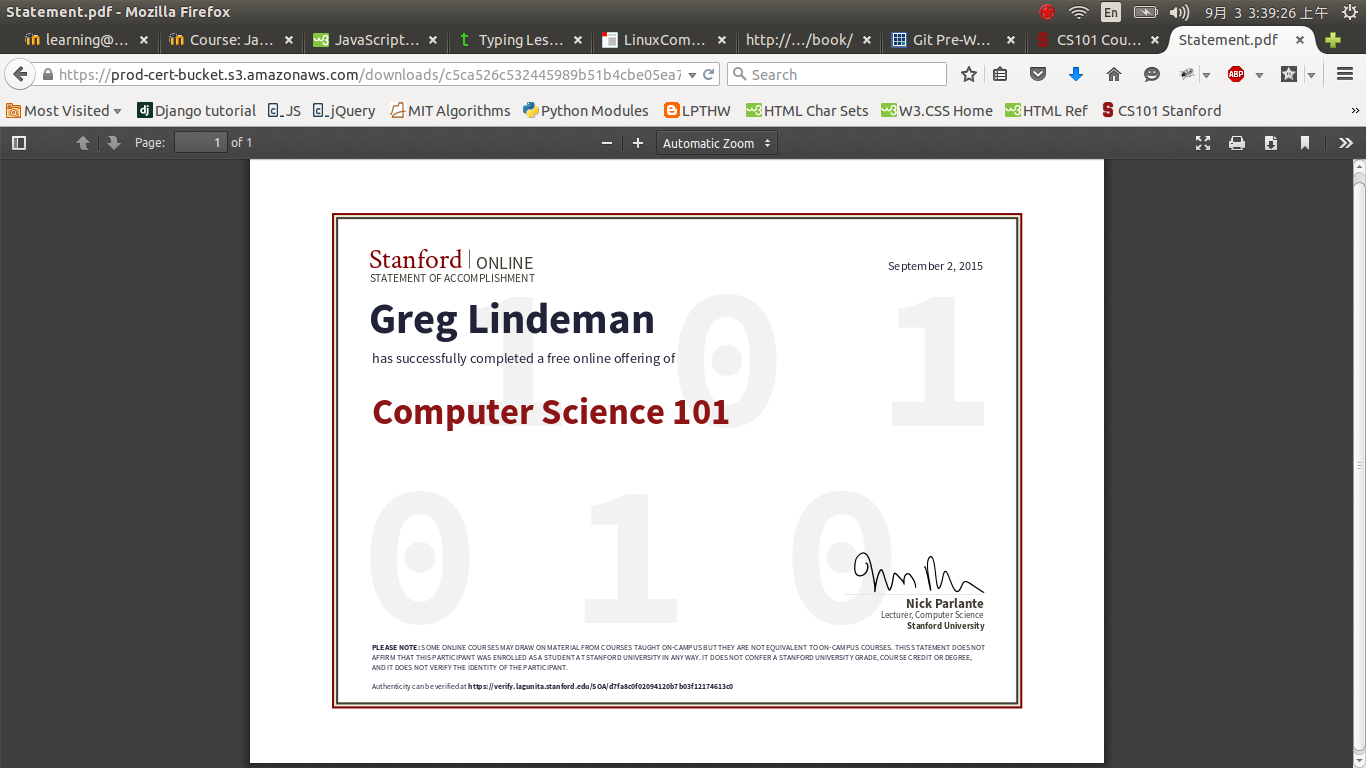 Statement.pdf - Mozilla Firefox
En
9月 3 3:39:26 上午
learning@...
Course: Ja...
JavaScript...
Typing Les...
LinuxCom...
http://.../book/
Git Pre-W...
CS101 Cou...
Statement.pdf
https://prod-cert-bucket.s3.amazonaws.com/downloads/c5ca526c532445989b51b4cbe05ea7
Search
ABP
Most Visited
Django tutorial
C_JS
C_jQuery
MIT Algorithms
Python Modules
LPTHW
HTML Char Sets
W3.CSS Home
HTML Ref
CS101 Stanford
Page: 1 of 1
Automatic Zoom
Stanford | ONLINE
STATEMENT OF ACCOMPLISHMENT
September 2, 2015
1 0 1
Greg Lindeman
has successfully completed a free online offering of
Computer Science 101
0 1 0
Nick Parlante
Lecturer, Computer Science
Stanford University
PLEASE NOTE: SOME ONLINE COURSES MAY DRAW ON MATERIAL FROM COURSES TAUGHT ON-CAMPUS BUT THEY ARE NOT EQUIVALENT TO ON-CAMPUS COURSES. THIS STATEMENT DOES NOT
AFFIRM THAT THIS PARTICIPANT WAS ENROLLED AS A STUDENT AT STANFORD UNIVERSITY IN ANY WAY. IT DOES NOT CONFER A STANFORD UNIVERSITY GRADE, COURSE CREDIT OR DEGREE,
AND IT DOES NOT VERIFY THE IDENTITY OF THE PARTICIPANT.
Authenticity can be verified at https://verify.lagunita.stanford.edu/SOA/d7fa8c0f02094120b7b03f12174613c0